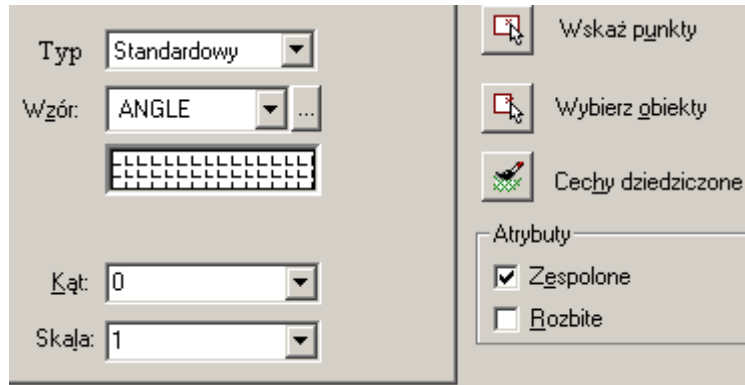 Typ Standardowy
Wzór: ANGLE ...
Kąt: 0
Skala: 1
Wskaż punkty
Wybierz obiekty
Cechy dziedziczone
Atrybuty
Zespolone
Rozbite